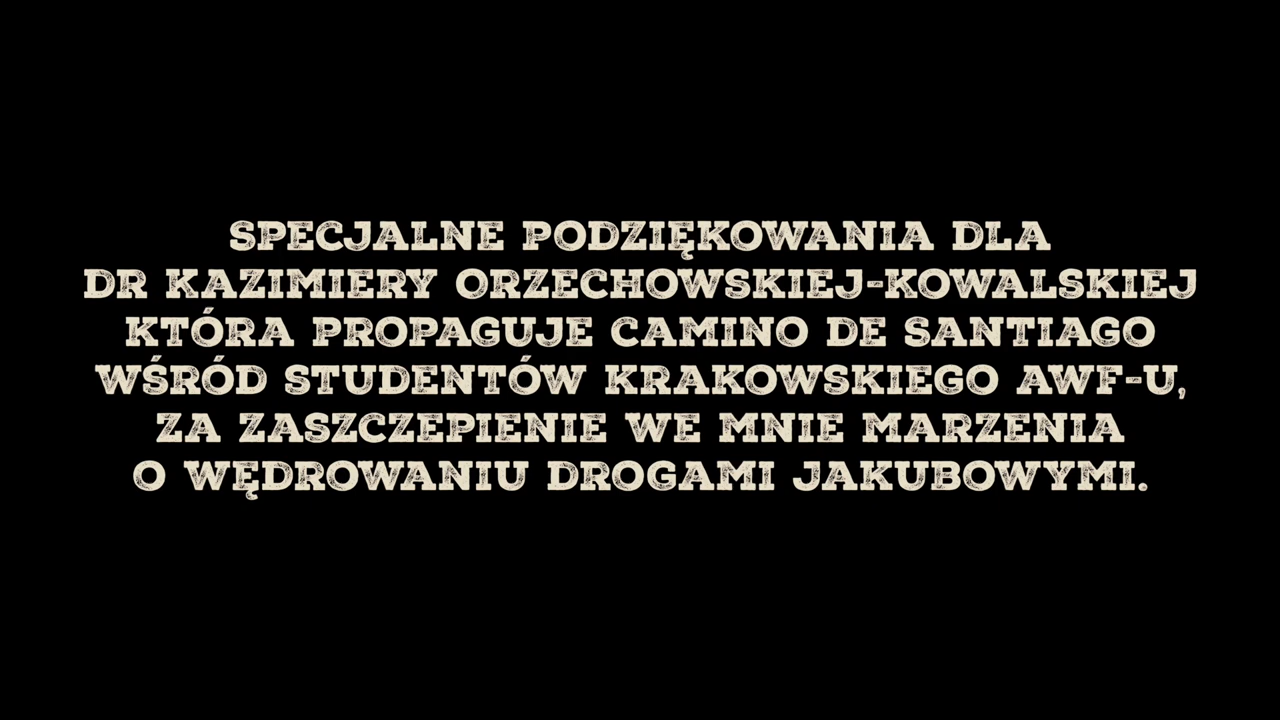 SPECJALNE PODZIĘKOWANIA DLA
DR KAZIMIERY ORZECHOWSKIEJ-KOWALSKIEJ
KTÓRA PROPAGUJE CAMINO DE SANTIAGO
WŚRÓD STUDENTÓW KRAKOWSKIEGO AWF-U,
ZA ZASZCZEPIENIE WE MNIE MARZENIA
O WĘDROWANIU DROGAMI JAKUBOWYMI.